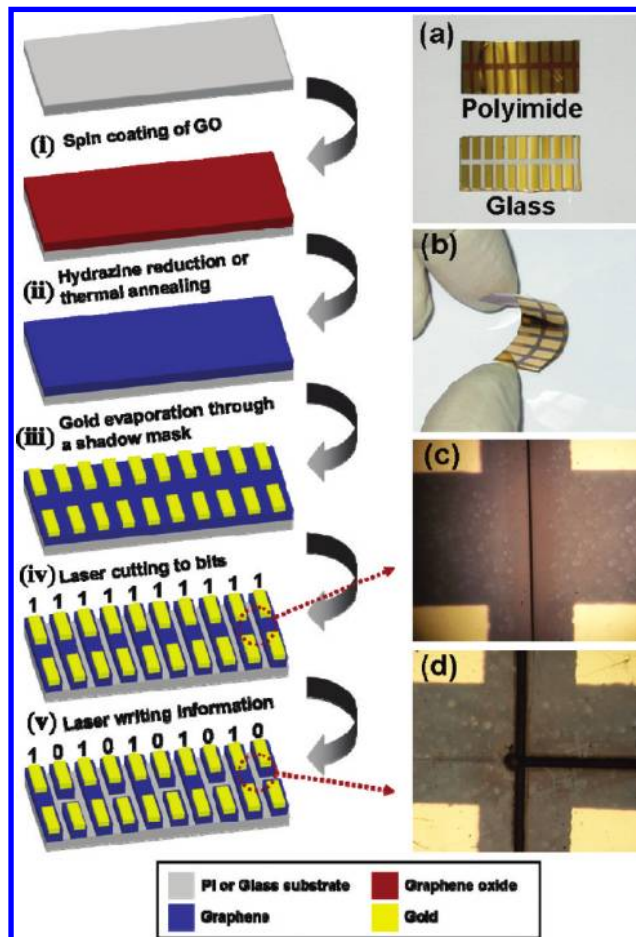 (i) Spin coating of GO
(ii) Hydrazine reduction or
thermal annealing
(iii) Gold evaporation through
a shadow mask
(iv) Laser cutting to bits
1 1 1 1 1 1 1 1 1 1
(v) Laser writing information
1 0 1 0 1 0 1 0 1 0
(a)
Polyimide
Glass
(b)
(c)
(d)
PI or Glass substrate
Graphene oxide
Graphene
Gold